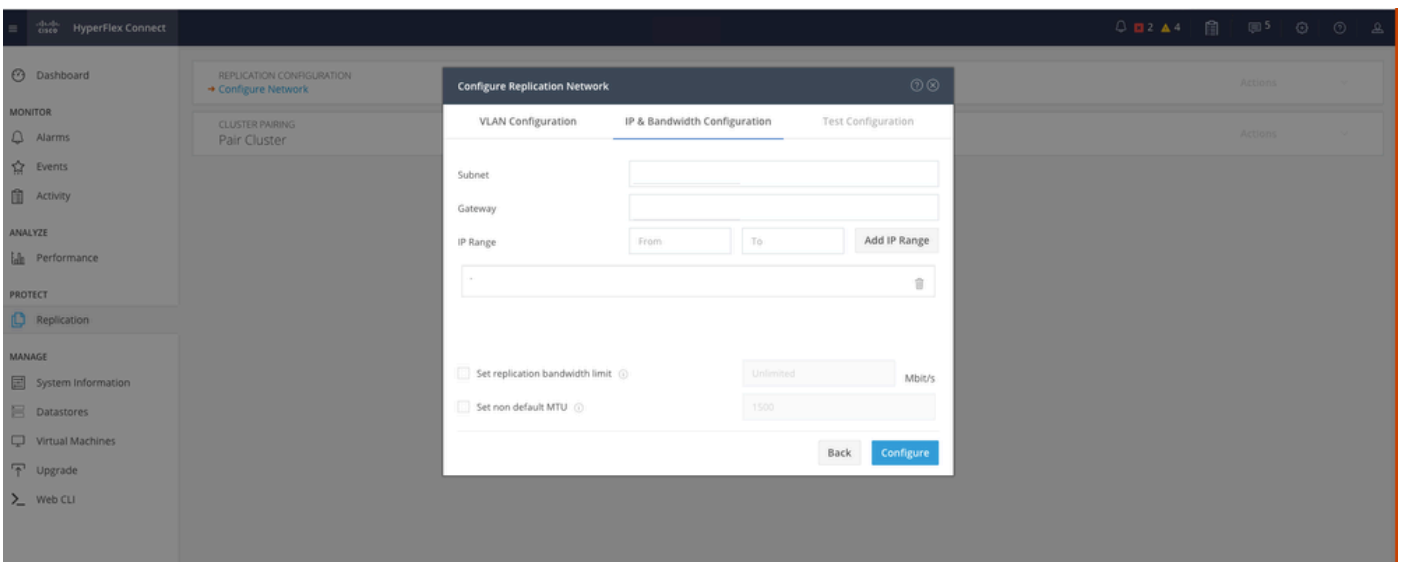 cisco HyperFlex Connect 2 4 5
Dashboard
MONITOR
Alarms
Events
Activity
ANALYZE
Performance
PROTECT
Replication
MANAGE
System Information
Datastores
Virtual Machines
Upgrade
Web CLI
REPLICATION CONFIGURATION
Configure Network
Actions
CLUSTER PAIRING
Pair Cluster
Actions
Configure Replication Network
VLAN Configuration IP & Bandwidth Configuration Test Configuration
Subnet
Gateway
IP Range From To Add IP Range
-
Set replication bandwidth limit Unlimited Mbit/s
Set non default MTU 1500
Back Configure